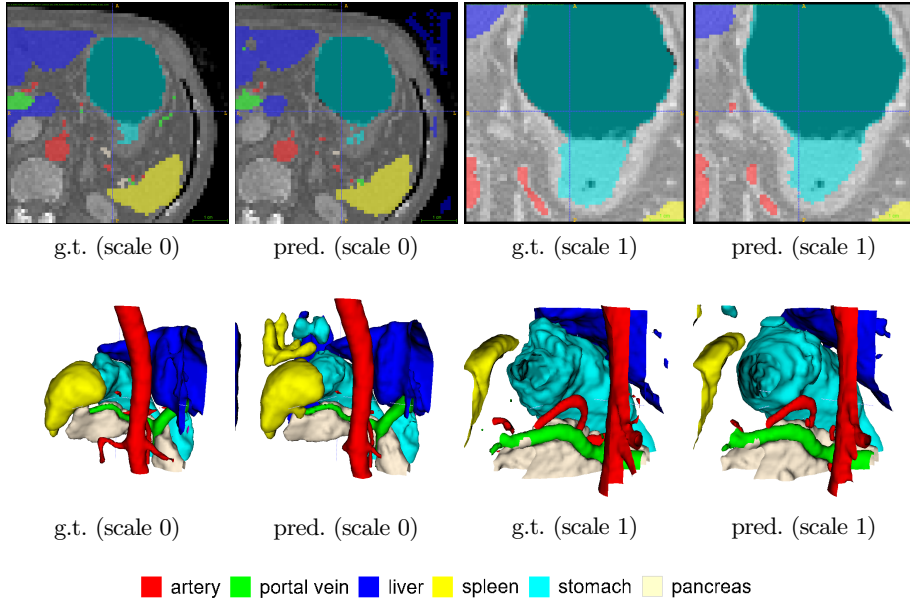 g.t. (scale 0) pred. (scale 0) g.t. (scale 1) pred. (scale 1)
g.t. (scale 0) pred. (scale 0) g.t. (scale 1) pred. (scale 1)
artery portal vein liver spleen stomach pancreas